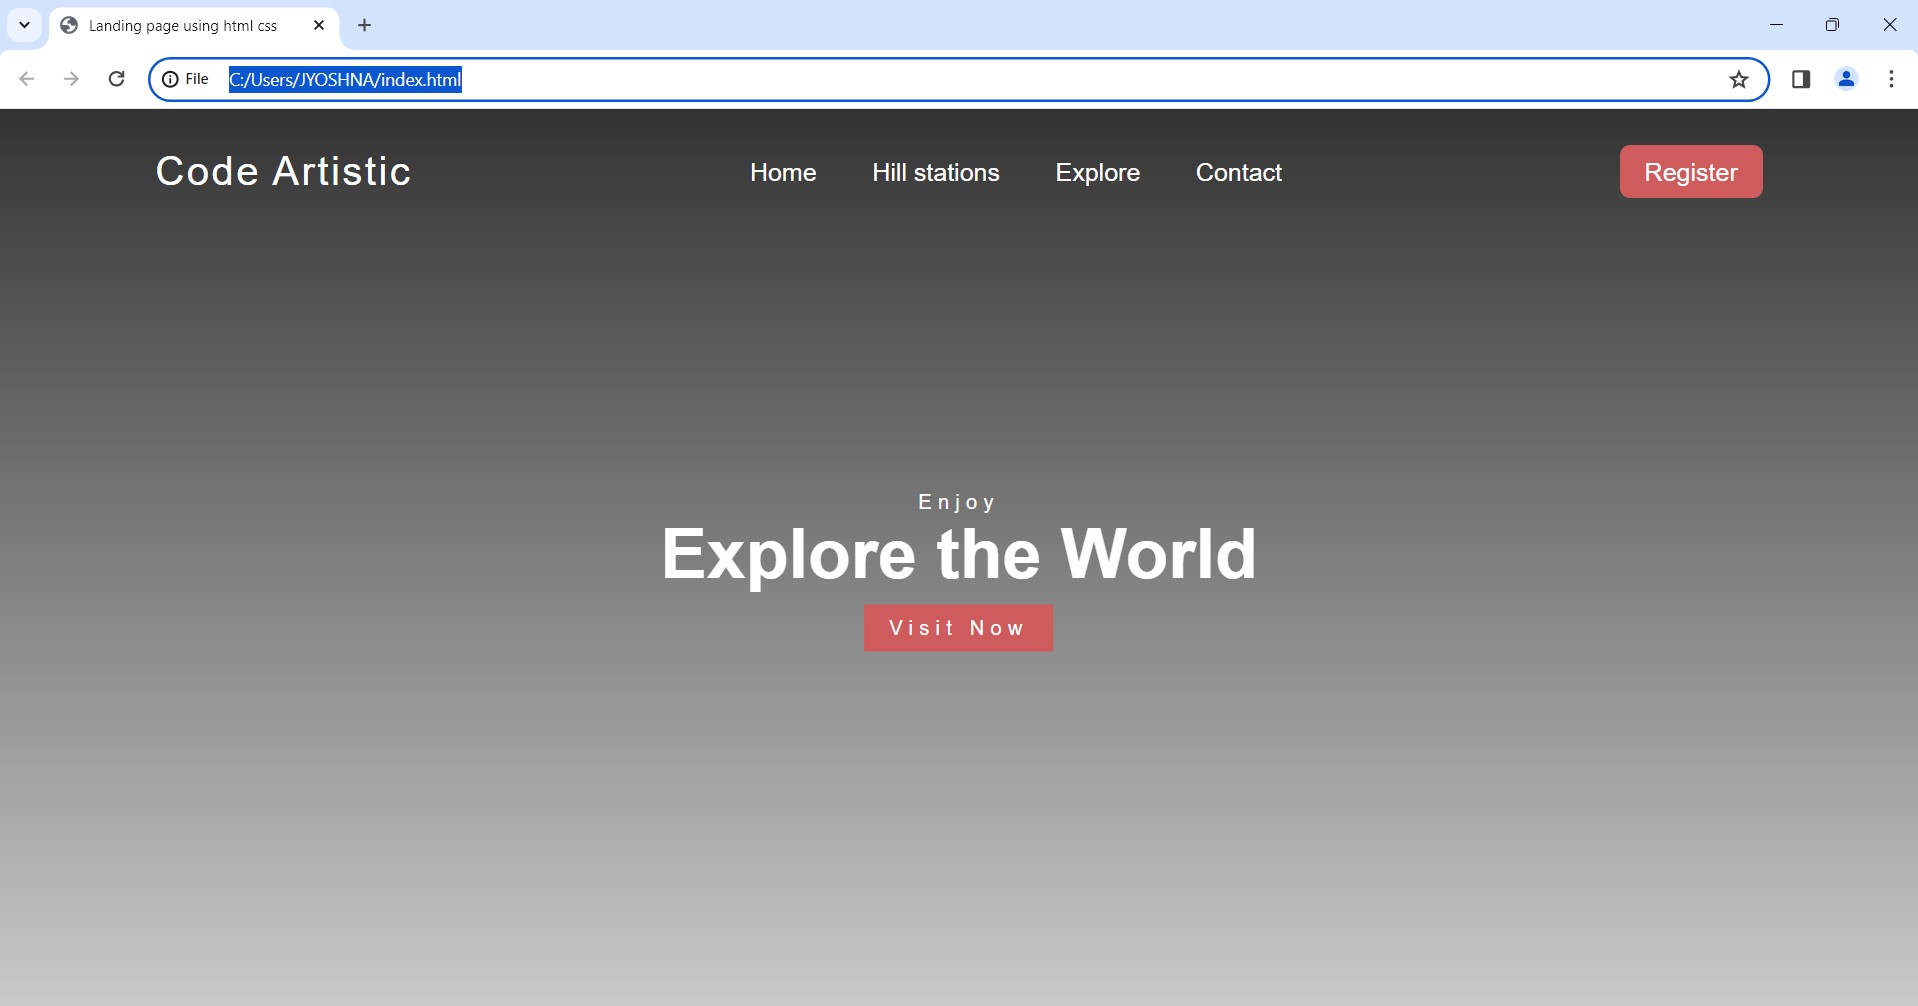 Landing page using html css
File C:/Users/JYOSHNA/index.html
Code Artistic Home Hill stations Explore Contact Register
Enjoy
Explore the World
Visit Now